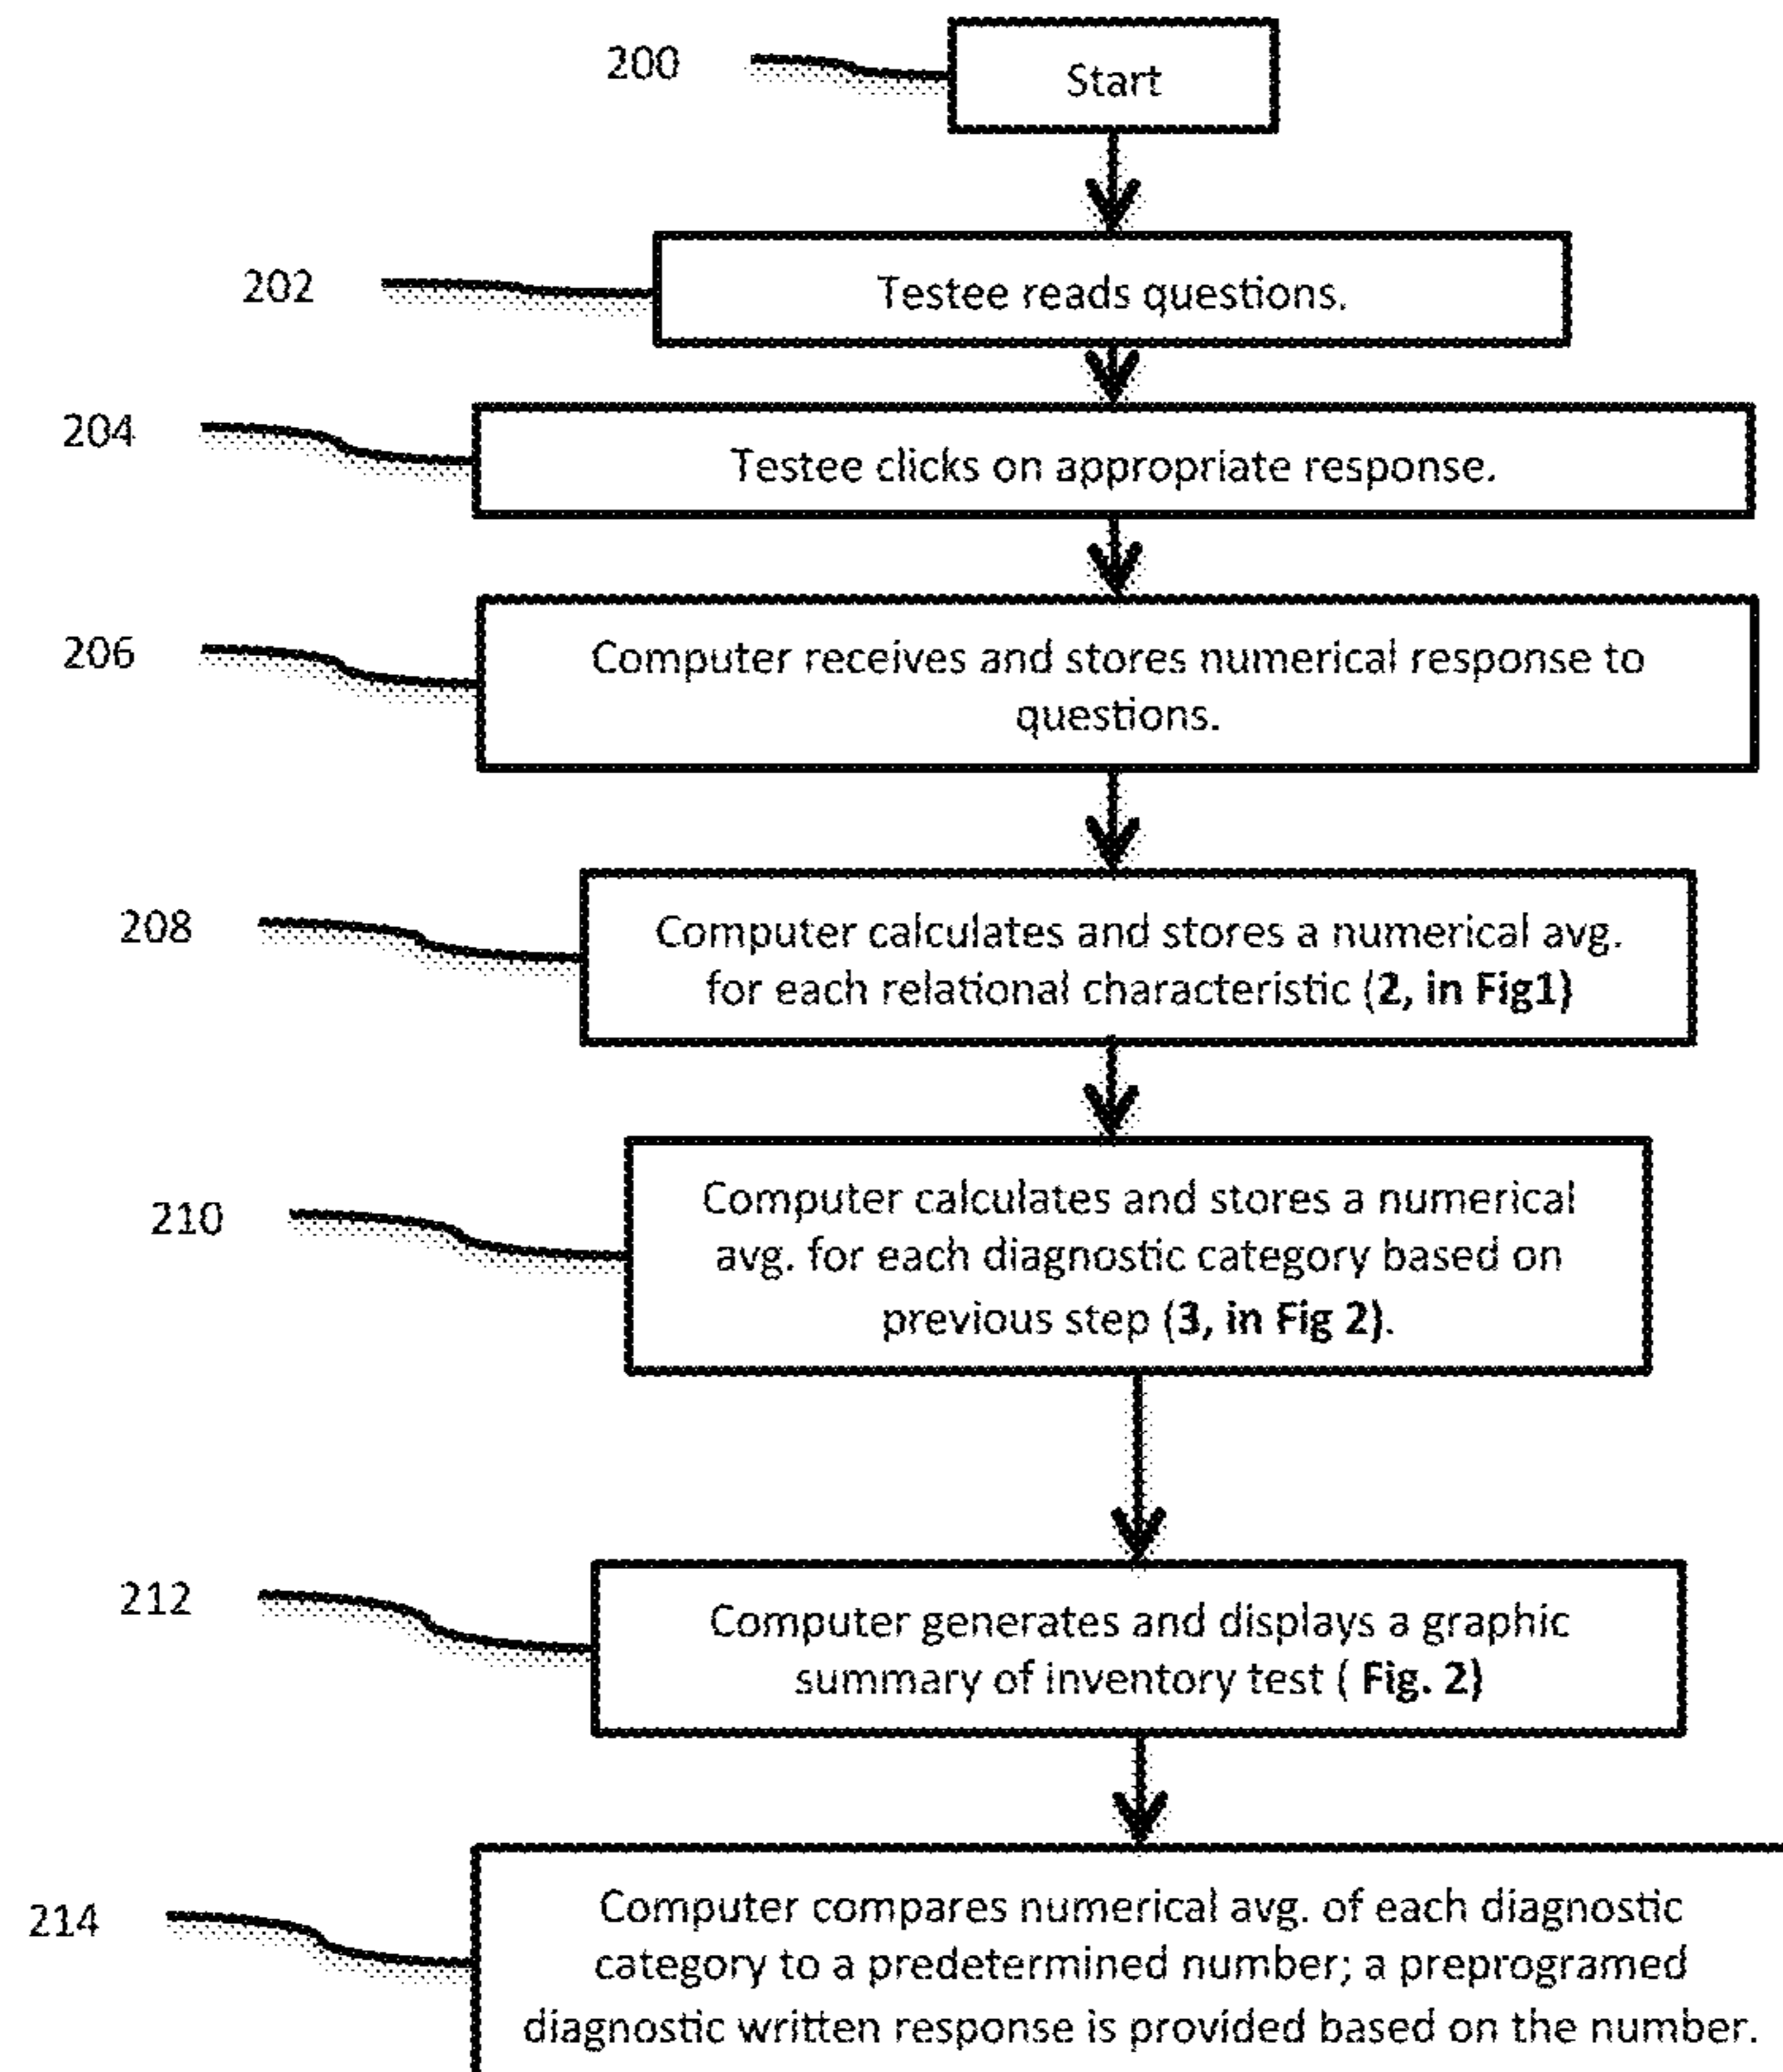 200
Start
202
Testee reads questions.
204
Testee clicks on appropriate response.
206
Computer receives and stores numerical response to
questions.
208
Computer calculates and stores a numerical avg.
for each relational characteristic (2, in Fig1)
210
Computer calculates and stores a numerical
avg. for each diagnostic category based on
previous step (3, in Fig 2).
212
Computer generates and displays a graphic
summary of inventory test ( Fig. 2)
214
Computer compares numerical avg. of each diagnostic
category to a predetermined number; a preprogramed
diagnostic written response is provided based on the number.